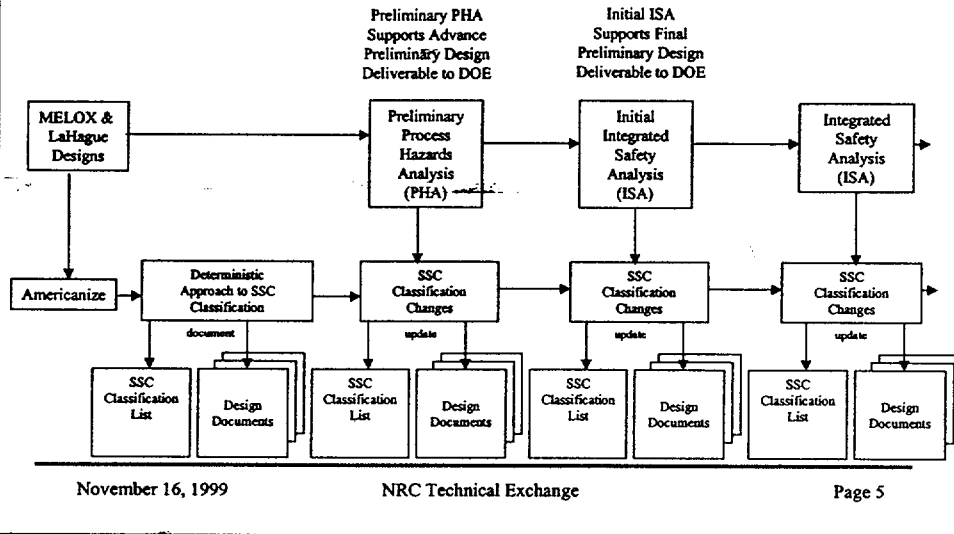 Preliminary PHA
Supports Advance
Preliminary Design
Deliverable to DOE
Initial ISA
Supports Final
Preliminary Design
Deliverable to DOE
MELOX &
LaHague
Designs
Preliminary
Process
Hazards
Analysis
(PHA)
Initial
Integrated
Safety
Analysis
(ISA)
Integrated
Safety
Analysis
(ISA)
Americanize
Deterministic
Approach to SSC
Classification
SSC
Classification
Changes
SSC
Classification
Changes
SSC
Classification
Changes
document
update
update
update
SSC
Classification
List
Design
Documents
SSC
Classification
List
Design
Documents
SSC
Classification
List
Design
Documents
SSC
Classification
List
Design
Documents
November 16, 1999
NRC Technical Exchange
Page 5